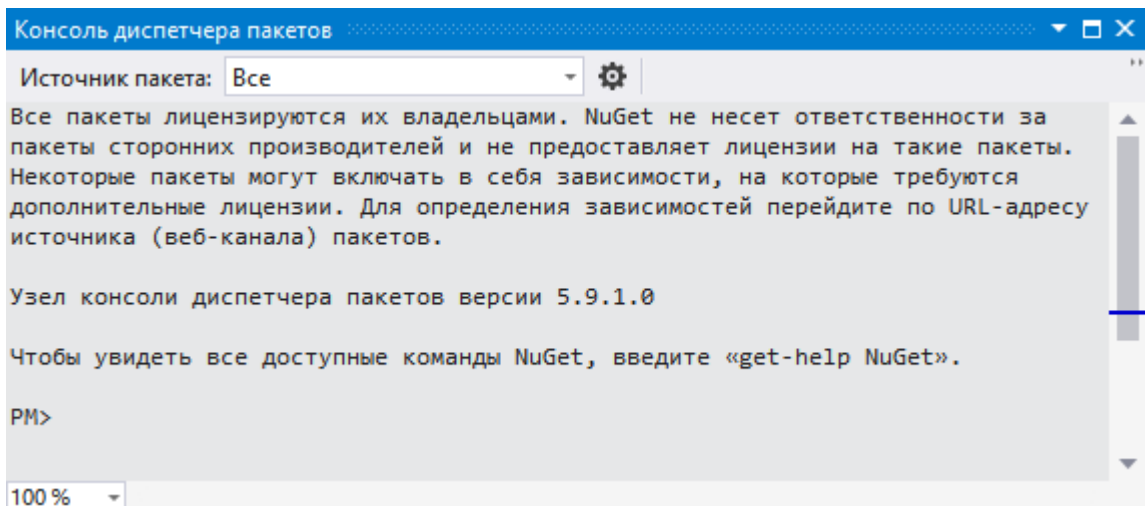 Консоль диспетчера пакетов
Источник пакета: Все
Все пакеты лицензируются их владельцами. NuGet не несет ответственности за
пакеты сторонних производителей и не предоставляет лицензии на такие пакеты.
Некоторые пакеты могут включать в себя зависимости, на которые требуются
дополнительные лицензии. Для определения зависимостей перейдите по URL-адресу
источника (веб-канала) пакетов.
Узел консоли диспетчера пакетов версии 5.9.1.0
Чтобы увидеть все доступные команды NuGet, введите «get-help NuGet».
PM>
100 %